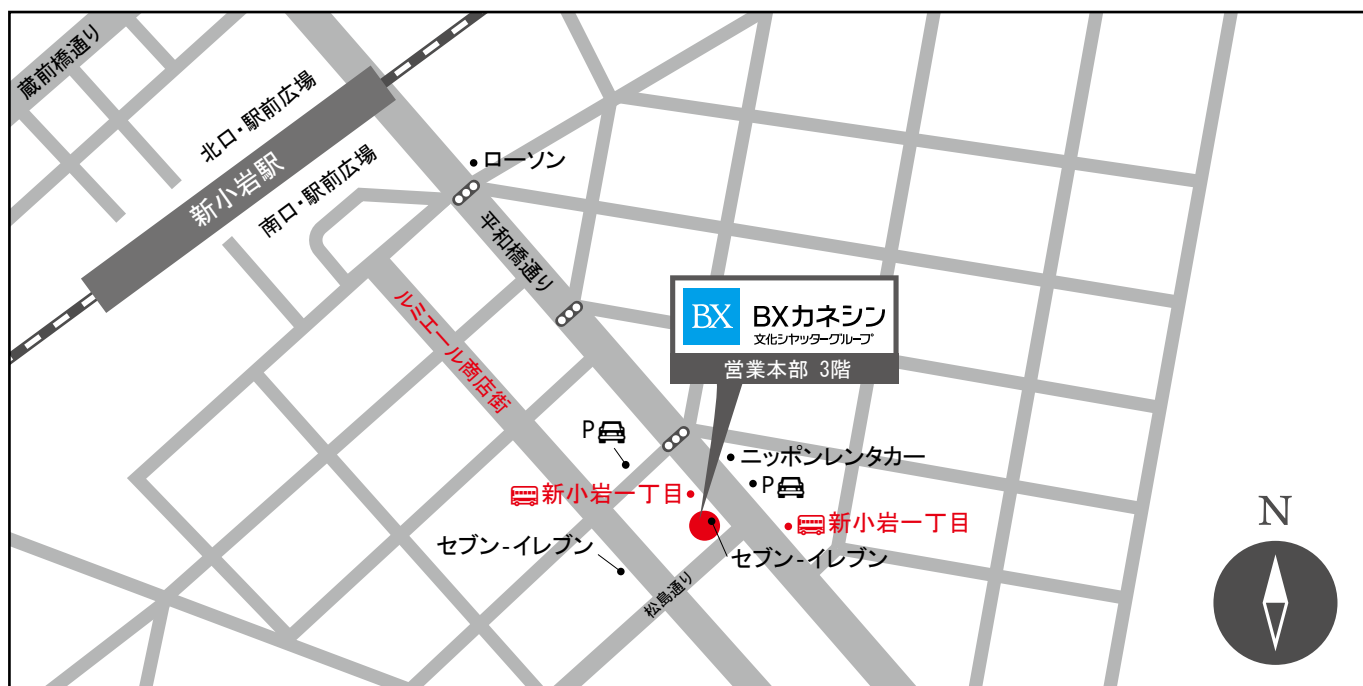 蔵前橋通り
北口・駅前広場
新小岩駅
南口・駅前広場
ローソン
平和橋通り
ルミエール商店街
BX
BXカネシン
文化シヤッターグループ
営業本部 3階
P
ニッポンレンタカー
P
新小岩一丁目
新小岩一丁目
セブン-イレブン
セブン-イレブン
松島通り
N